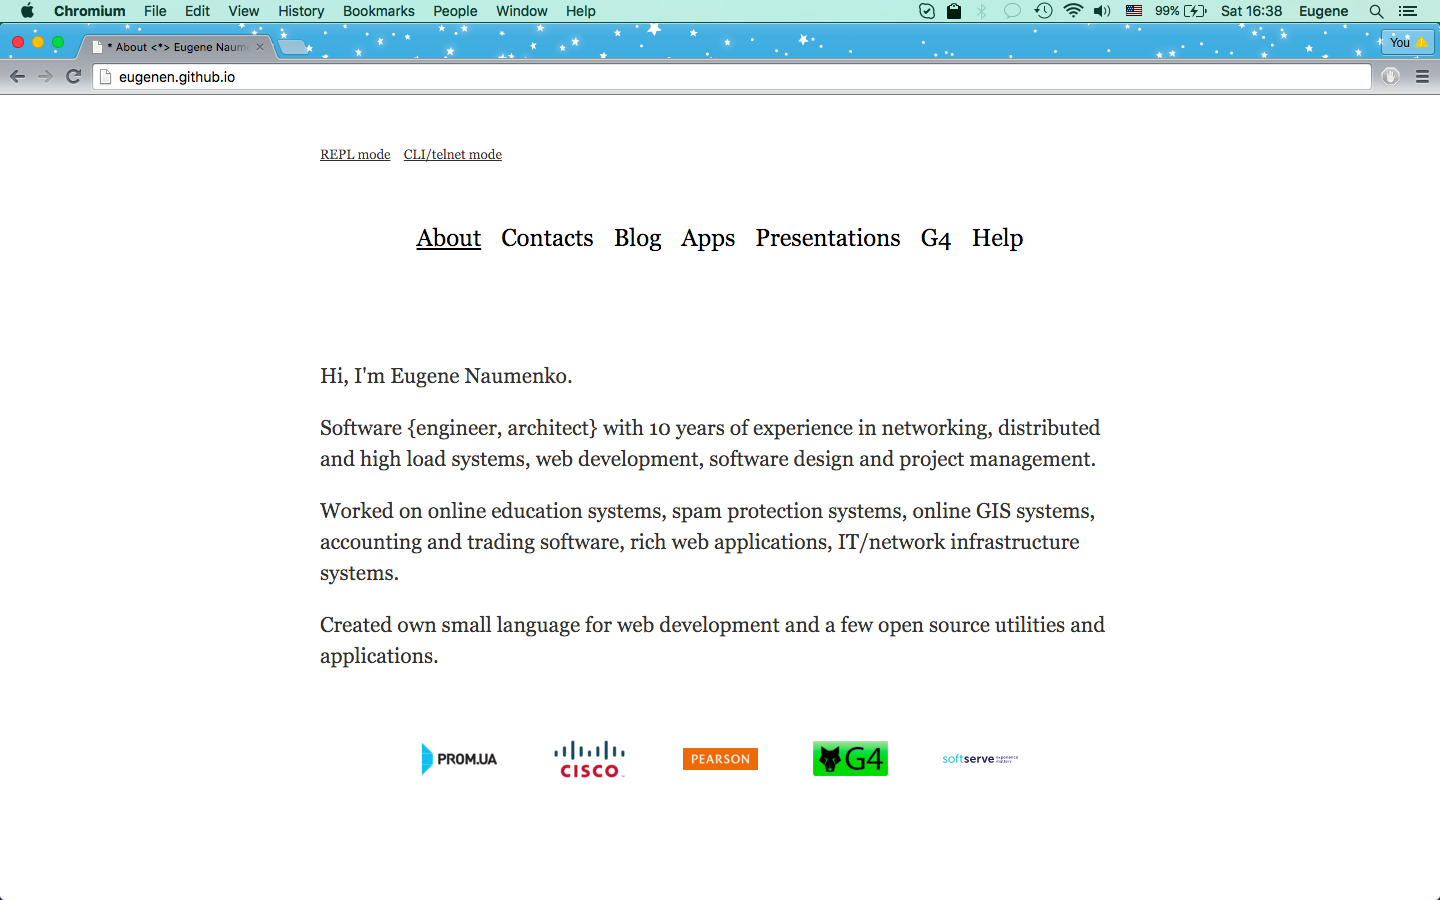 Chromium File Edit View History Bookmarks People Window Help 99% Sat 16:38 Eugene
* About <*> Eugene Naum You
eugenen.github.io
REPL mode CLI/telnet mode
About Contacts Blog Apps Presentations G4 Help
Hi, I'm Eugene Naumenko.
Software {engineer, architect} with 10 years of experience in networking, distributed
and high load systems, web development, software design and project management.
Worked on online education systems, spam protection systems, online GIS systems,
accounting and trading software, rich web applications, IT/network infrastructure
systems.
Created own small language for web development and a few open source utilities and
applications.
PROM.UA CISCO PEARSON G4 softserve experience matters